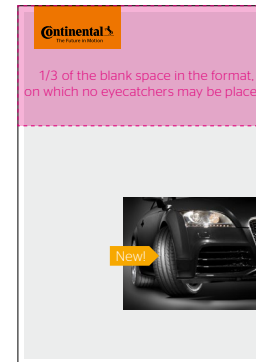 Continental
The Future in Motion
1/3 of the blank space in the format,
on which no eyecatchers may be place
New!